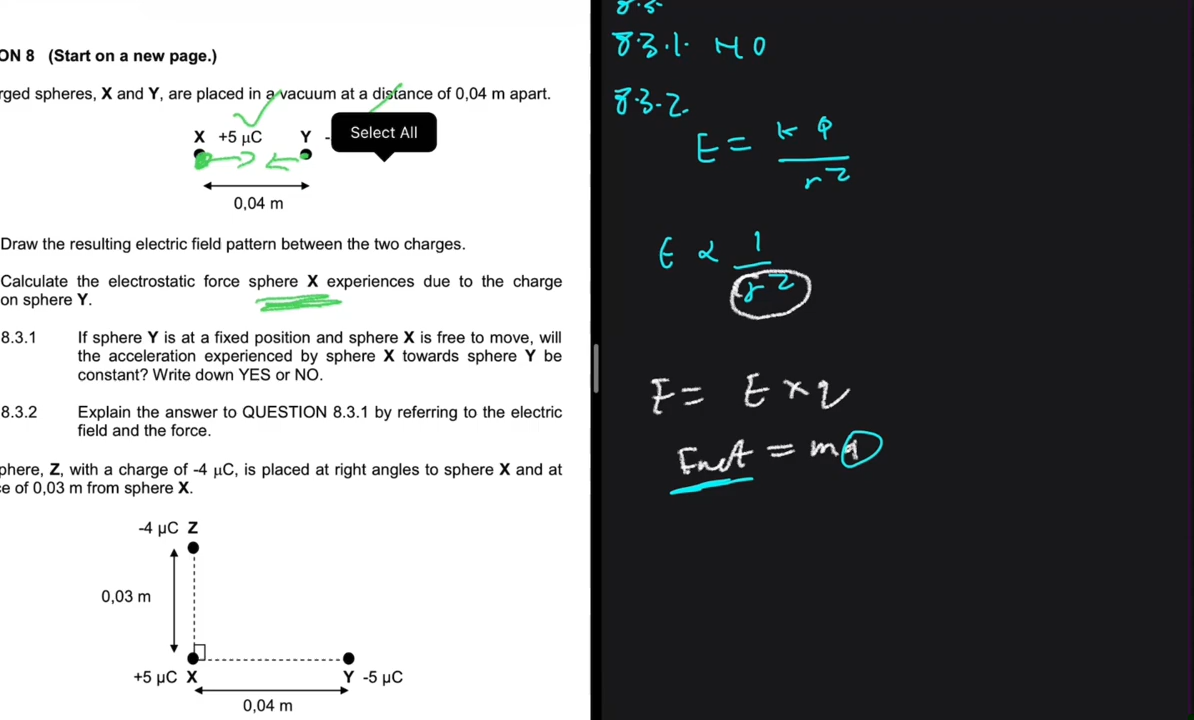 ON 8 (Start on a new page.)
rged spheres, X and Y, are placed in a vacuum at a distance of 0,04 m apart.
X +5 µC Y -
Select All
0,04 m
Draw the resulting electric field pattern between the two charges.
Calculate the electrostatic force sphere X experiences due to the charge
on sphere Y.
8.3.1 If sphere Y is at a fixed position and sphere X is free to move, will
the acceleration experienced by sphere X towards sphere Y be
constant? Write down YES or NO.
8.3.2 Explain the answer to QUESTION 8.3.1 by referring to the electric
field and the force.
phere, Z, with a charge of -4 µC, is placed at right angles to sphere X and at
ce of 0,03 m from sphere X.
-4 µC Z
0,03 m
+5 µC X
Y -5 µC
0,04 m
8.3.1. NO
8.3.2.
E = kQ / r²
E ∝ 1 / r²
F = E × q
Fnet = ma